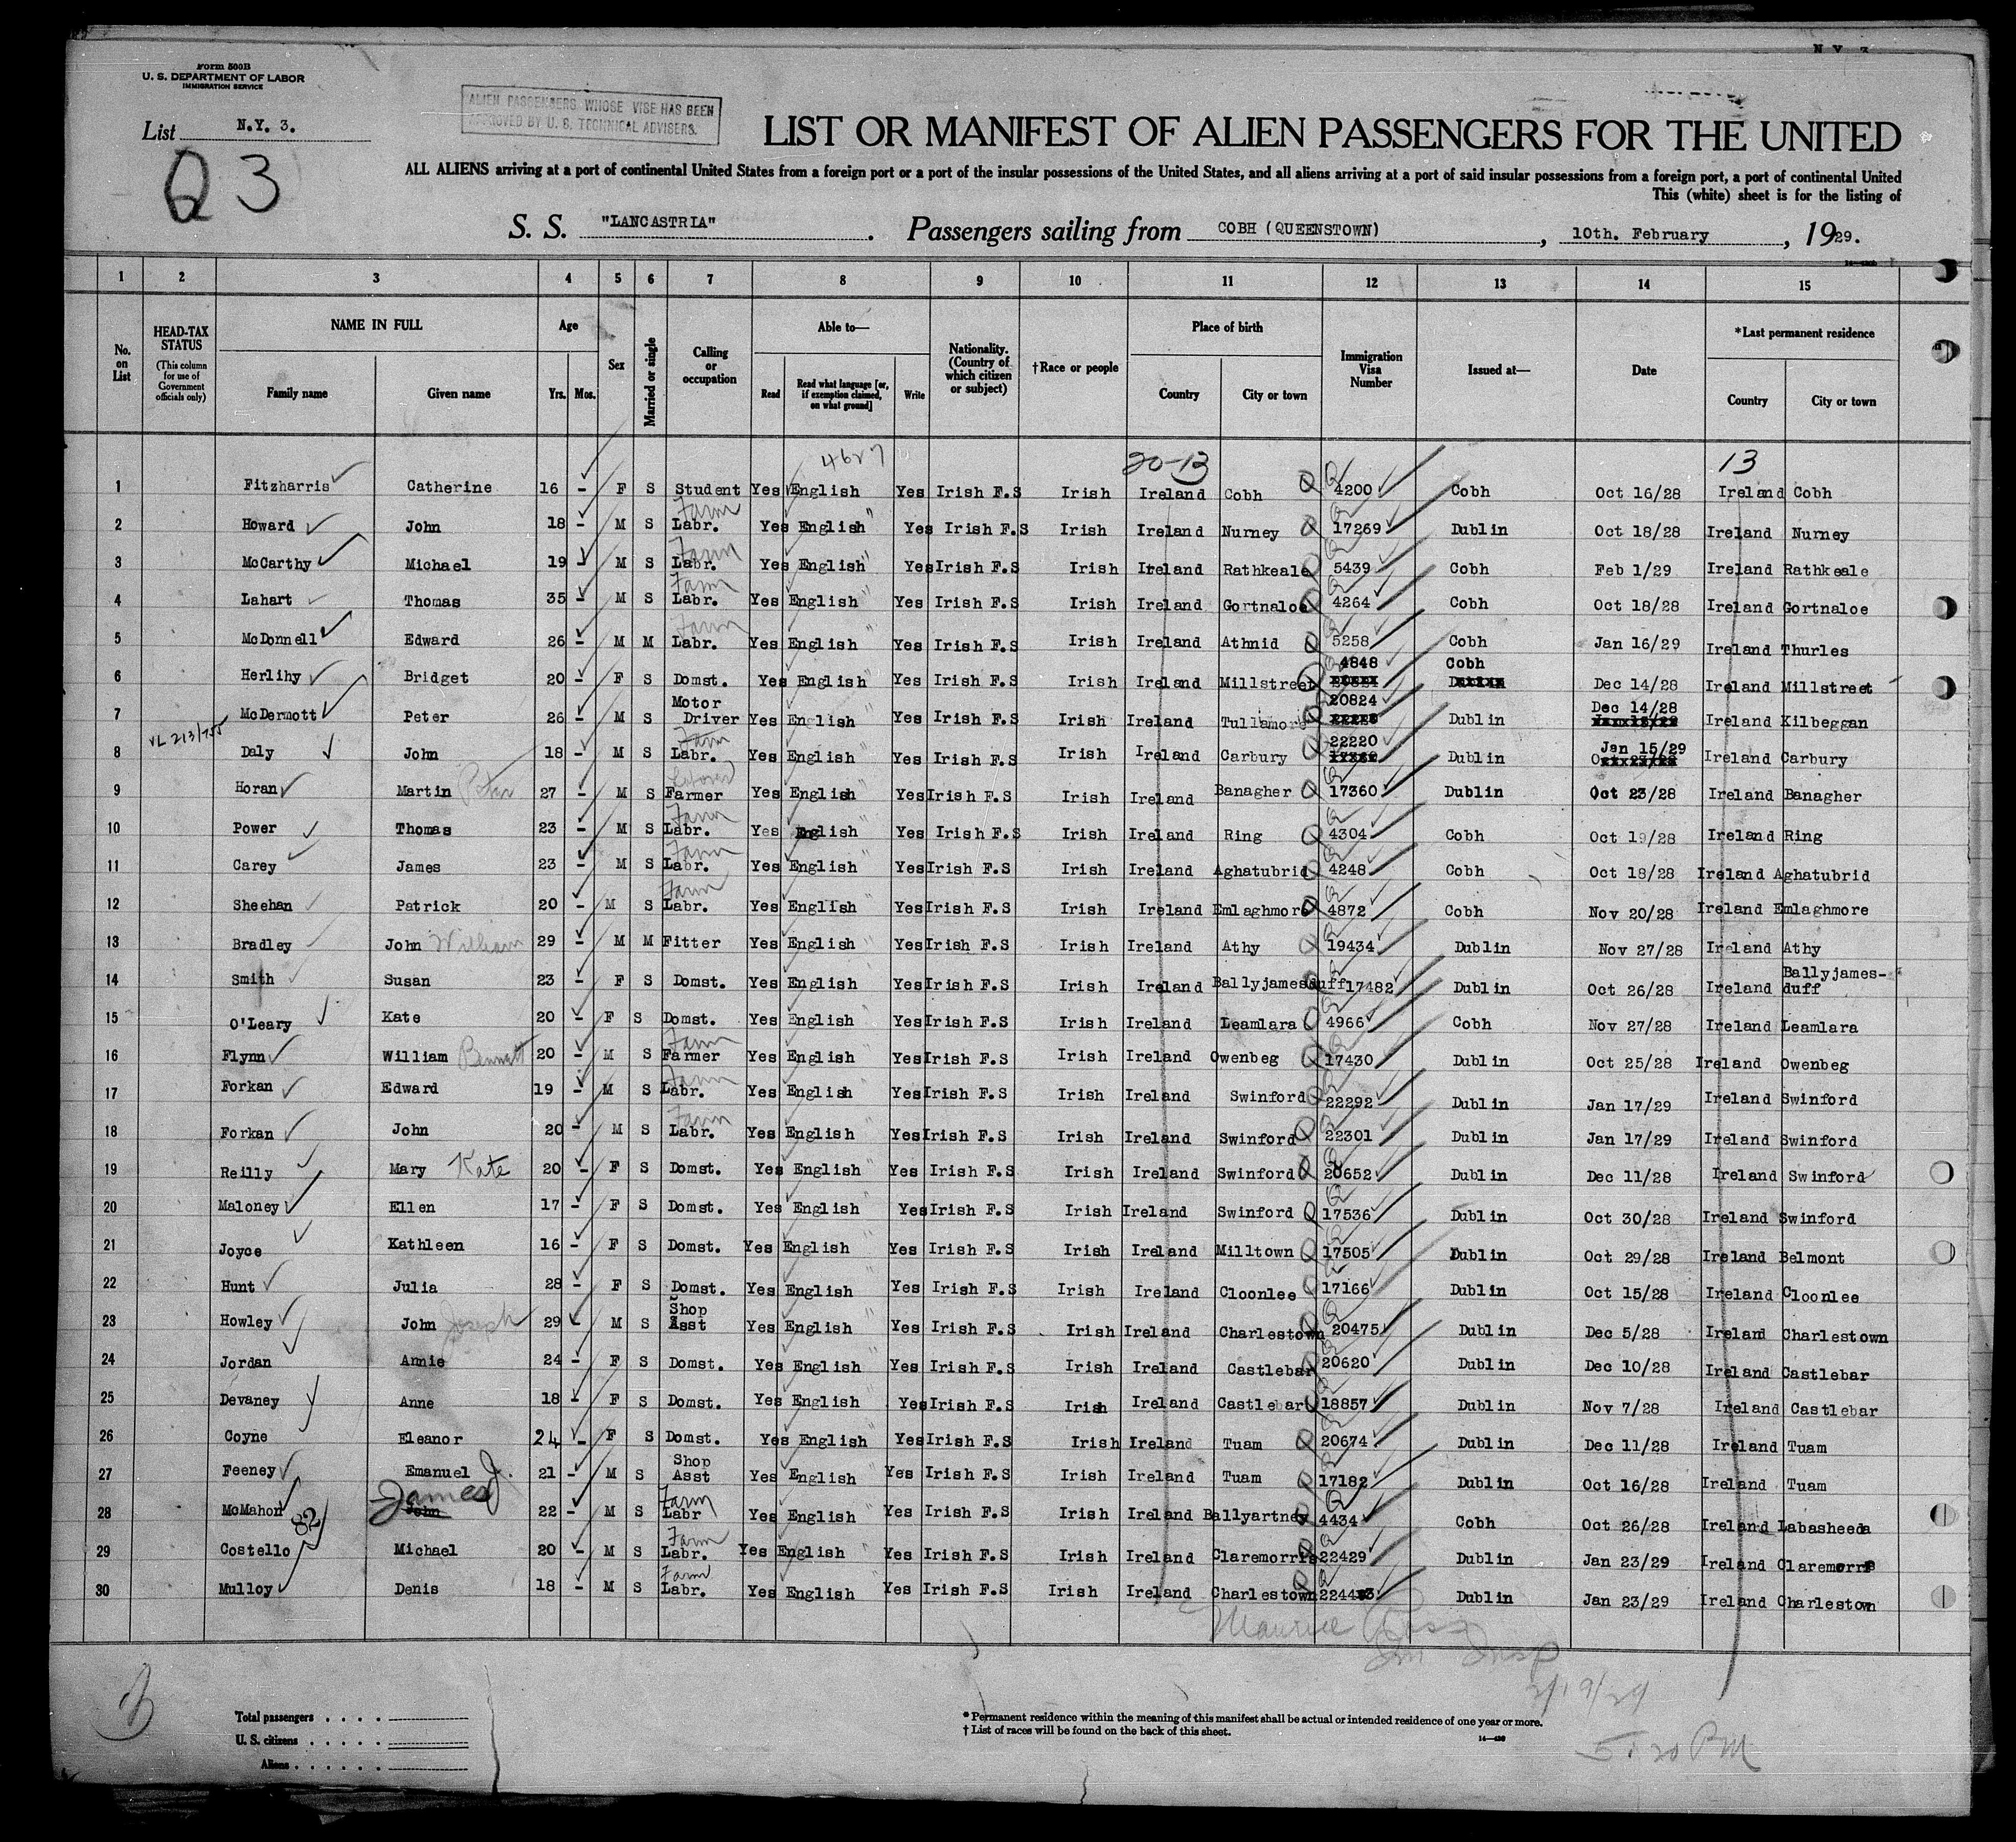 N.Y. 3
Form 500B
U. S. DEPARTMENT OF LABOR
IMMIGRATION SERVICE
List N.Y. 3.
Q 3
ALIEN PASSENGERS WHOSE VISE HAS BEEN
APPROVED BY U. S. TECHNICAL ADVISERS.
LIST OR MANIFEST OF ALIEN PASSENGERS FOR THE UNITED
ALL ALIENS arriving at a port of continental United States from a foreign port or a port of the insular possessions of the United States, and all aliens arriving at a port of said insular possessions from a foreign port, a port of continental United
This (white) sheet is for the listing of
S. S. "LANCASTRIA". Passengers sailing from COBH (QUEENSTOWN), 10th. February, 1929.
1 2 3 4 5 6 7 8 9 10 11 12 13 14 15
No. on List
HEAD-TAX STATUS (This column for use of Government officials only)
NAME IN FULL Family name Given name
Age Yrs. Mos.
Sex
Married or single
Calling or occupation
Able to— Read Read what language [or, if exemption claimed, on what ground] Write
Nationality. (Country of which citizen or subject)
†Race or people
Place of birth Country City or town
Immigration Visa Number
Issued at—
Date
*Last permanent residence Country City or town
4627 20-13 13
1 Fitzharris Catherine 16 - F S Student Yes English Yes Irish F.S Irish Ireland Cobh Q 4200 Cobh Oct 16/28 Ireland Cobh
2 Howard John 18 - M S Farm Labr. Yes English " Yes Irish F.S Irish Ireland Nurney 17269 Dublin Oct 18/28 Ireland Nurney
3 McCarthy Michael 19 - M S Farm Labr. Yes English " Yes Irish F.S Irish Ireland Rathkeale 5439 Cobh Feb 1/29 Ireland Rathkeale
4 Lahart Thomas 35 - M S Farm Labr. Yes English " Yes Irish F.S Irish Ireland Gortnaloe 4264 Cobh Oct 18/28 Ireland Gortnaloe
5 McDonnell Edward 26 - M M Farm Labr. Yes English " Yes Irish F.S Irish Ireland Athnid 5258 Cobh Jan 16/29 Ireland Thurles
6 Herlihy Bridget 20 - F S Domst. Yes English " Yes Irish F.S Irish Ireland Millstreet 4848 Cobh Dec 14/28 Ireland Millstreet
7 McDermott Peter 26 - M S Motor Driver Yes English " Yes Irish F.S Irish Ireland Tullamore 20824 Dublin Dec 14/28 Ireland Kilbeggan
VL 213/755
8 Daly John 18 - M S Farm Labr. Yes English " Yes Irish F.S Irish Ireland Carbury 22220 Dublin Jan 15/29 Ireland Carbury
9 Horan Martin Peter 27 - M S Farmer Yes English " Yes Irish F.S Irish Ireland Banagher 17360 Dublin Oct 23/28 Ireland Banagher
10 Power Thomas 23 - M S Farm Labr. Yes English " Yes Irish F.S Irish Ireland Ring 4304 Cobh Oct 19/28 Ireland Ring
11 Carey James 23 - M S Farm Labr. Yes English " Yes Irish F.S Irish Ireland Aghatubrid 4248 Cobh Oct 18/28 Ireland Aghatubrid
12 Sheehan Patrick 20 - M S Farm Labr. Yes English " Yes Irish F.S Irish Ireland Emlaghmore 4872 Cobh Nov 20/28 Ireland Emlaghmore
13 Bradley John William 29 - M M Fitter Yes English " Yes Irish F.S Irish Ireland Athy 19434 Dublin Nov 27/28 Ireland Athy
14 Smith Susan 23 - F S Domst. Yes English " Yes Irish F.S Irish Ireland Ballyjamesduff 17482 Dublin Oct 26/28 Ireland Ballyjames-duff
15 O'Leary Kate 20 - F S Domst. Yes English " Yes Irish F.S Irish Ireland Leamlara 4966 Cobh Nov 27/28 Ireland Leamlara
16 Flynn William Bennett 20 - M S Farm Farmer Yes English " Yes Irish F.S Irish Ireland Owenbeg 17430 Dublin Oct 25/28 Ireland Owenbeg
17 Forkan Edward 19 - M S Farm Labr. Yes English " Yes Irish F.S Irish Ireland Swinford 22292 Dublin Jan 17/29 Ireland Swinford
18 Forkan John 20 - M S Farm Labr. Yes English " Yes Irish F.S Irish Ireland Swinford 22301 Dublin Jan 17/29 Ireland Swinford
19 Reilly Mary Kate 20 - F S Domst. Yes English " Yes Irish F.S Irish Ireland Swinford 20652 Dublin Dec 11/28 Ireland Swinford
20 Maloney Ellen 17 - F S Domst. Yes English " Yes Irish F.S Irish Ireland Swinford 17536 Dublin Oct 30/28 Ireland Swinford
21 Joyce Kathleen 16 - F S Domst. Yes English " Yes Irish F.S Irish Ireland Milltown 17505 Dublin Oct 29/28 Ireland Belmont
22 Hunt Julia 28 - F S Domst. Yes English " Yes Irish F.S Irish Ireland Cloonlee 17166 Dublin Oct 15/28 Ireland Cloonlee
23 Howley John Joseph 29 M S Shop Asst Yes English " Yes Irish F.S Irish Ireland Charlestown 20475 Dublin Dec 5/28 Ireland Charlestown
24 Jordan Annie 24 - F S Domst. Yes English " Yes Irish F.S Irish Ireland Castlebar 20620 Dublin Dec 10/28 Ireland Castlebar
25 Devaney Anne 18 - F S Domst. Yes English " Yes Irish F.S Irish Ireland Castlebar 18857 Dublin Nov 7/28 Ireland Castlebar
26 Coyne Eleanor 24 - F S Domst. Yes English " Yes Irish F.S Irish Ireland Tuam 20674 Dublin Dec 11/28 Ireland Tuam
27 Feeney Emanuel J. 21 - M S Shop Asst Yes English " Yes Irish F.S Irish Ireland Tuam 17182 Dublin Oct 16/28 Ireland Tuam
28 McMahon James John 22 - M S Farm Labr Yes English " Yes Irish F.S Irish Ireland Ballyartney 4434 Cobh Oct 26/28 Ireland Labasheeda
82
29 Costello Michael 20 - M S Farm Labr. Yes English " Yes Irish F.S Irish Ireland Claremorris 22429 Dublin Jan 23/29 Ireland Claremorris
30 Mulloy Denis 18 - M S Farm Labr. Yes English " Yes Irish F.S Irish Ireland Charlestown 22443 Dublin Jan 23/29 Ireland Charlestown
Maurice Ross
Im Insp
2/19/29
5:20 PM
Total passengers . . . .
U. S. citizens . . . . .
Aliens . . . . . .
* Permanent residence within the meaning of this manifest shall be actual or intended residence of one year or more.
† List of races will be found on the back of this sheet.